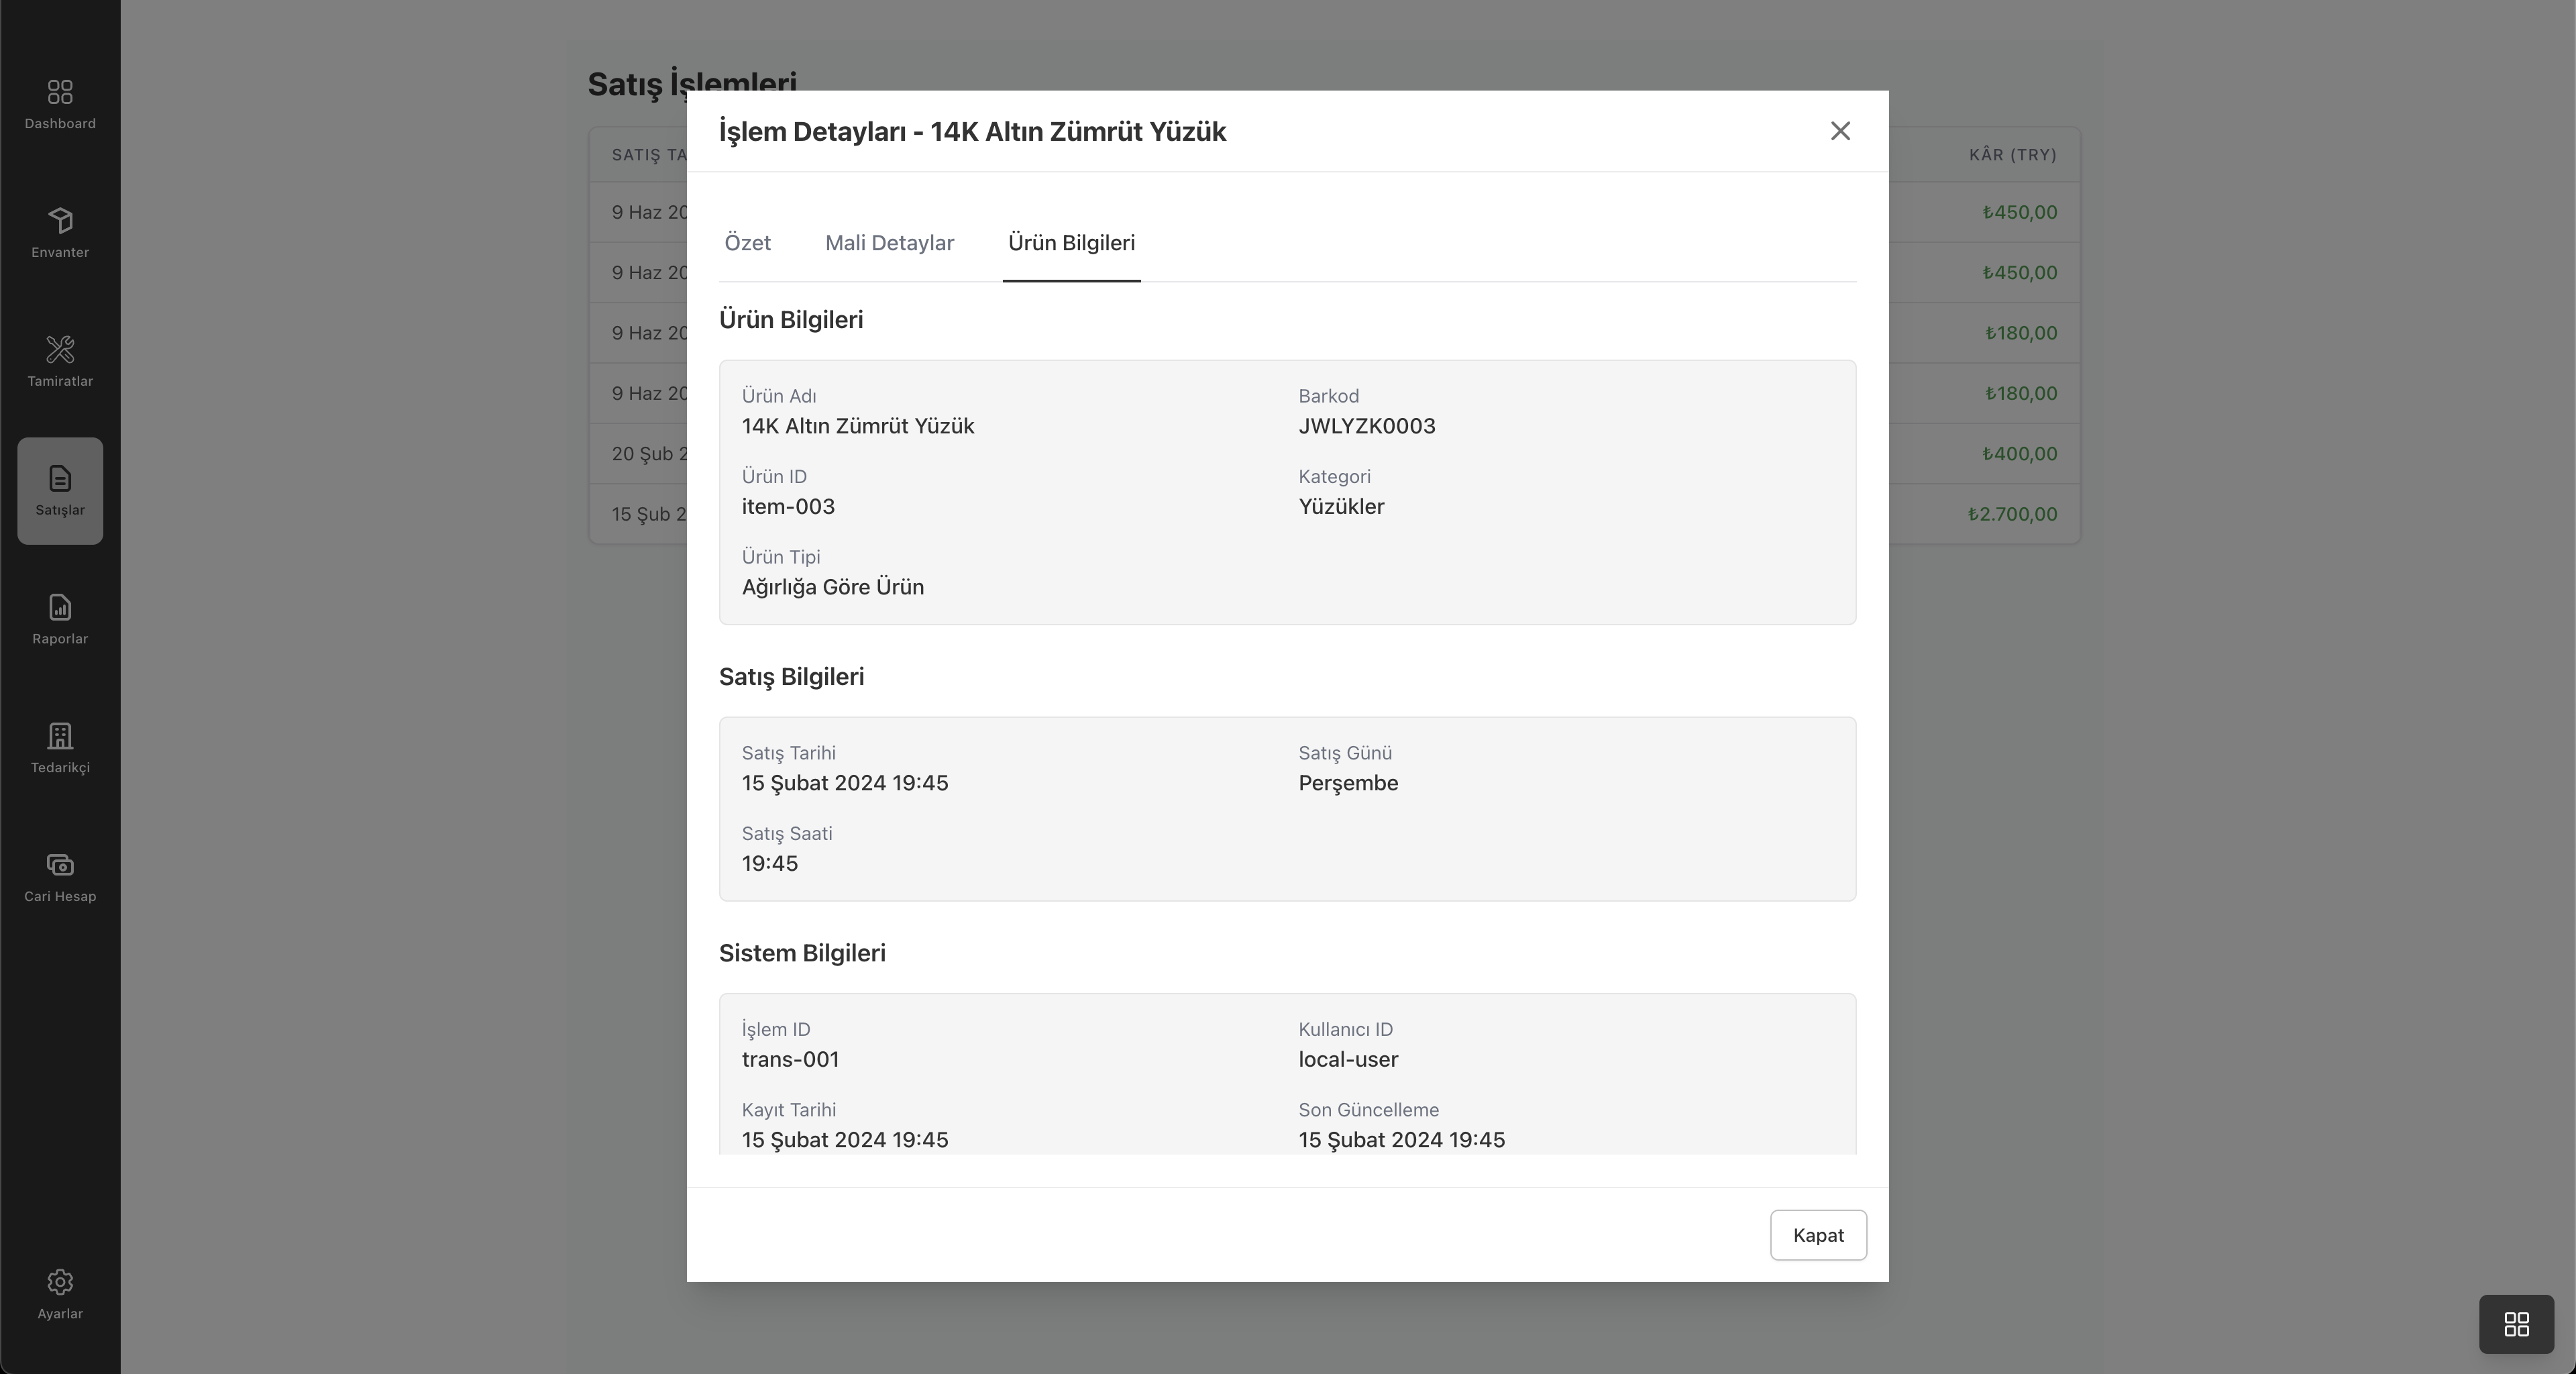 Dashboard
Envanter
Tamiratlar
Satışlar
Raporlar
Tedarikçi
Cari Hesap
Ayarlar
Satış İşlemleri
SATIŞ TA
KÂR (TRY)
9 Haz 20
₺450,00
9 Haz 20
₺450,00
9 Haz 20
₺180,00
9 Haz 20
₺180,00
20 Şub 2
₺400,00
15 Şub 2
₺2.700,00
İşlem Detayları - 14K Altın Zümrüt Yüzük
Özet Mali Detaylar Ürün Bilgileri
Ürün Bilgileri
Ürün Adı
14K Altın Zümrüt Yüzük
Barkod
JWLYZK0003
Ürün ID
item-003
Kategori
Yüzükler
Ürün Tipi
Ağırlığa Göre Ürün
Satış Bilgileri
Satış Tarihi
15 Şubat 2024 19:45
Satış Günü
Perşembe
Satış Saati
19:45
Sistem Bilgileri
İşlem ID
trans-001
Kullanıcı ID
local-user
Kayıt Tarihi
15 Şubat 2024 19:45
Son Güncelleme
15 Şubat 2024 19:45
Kapat